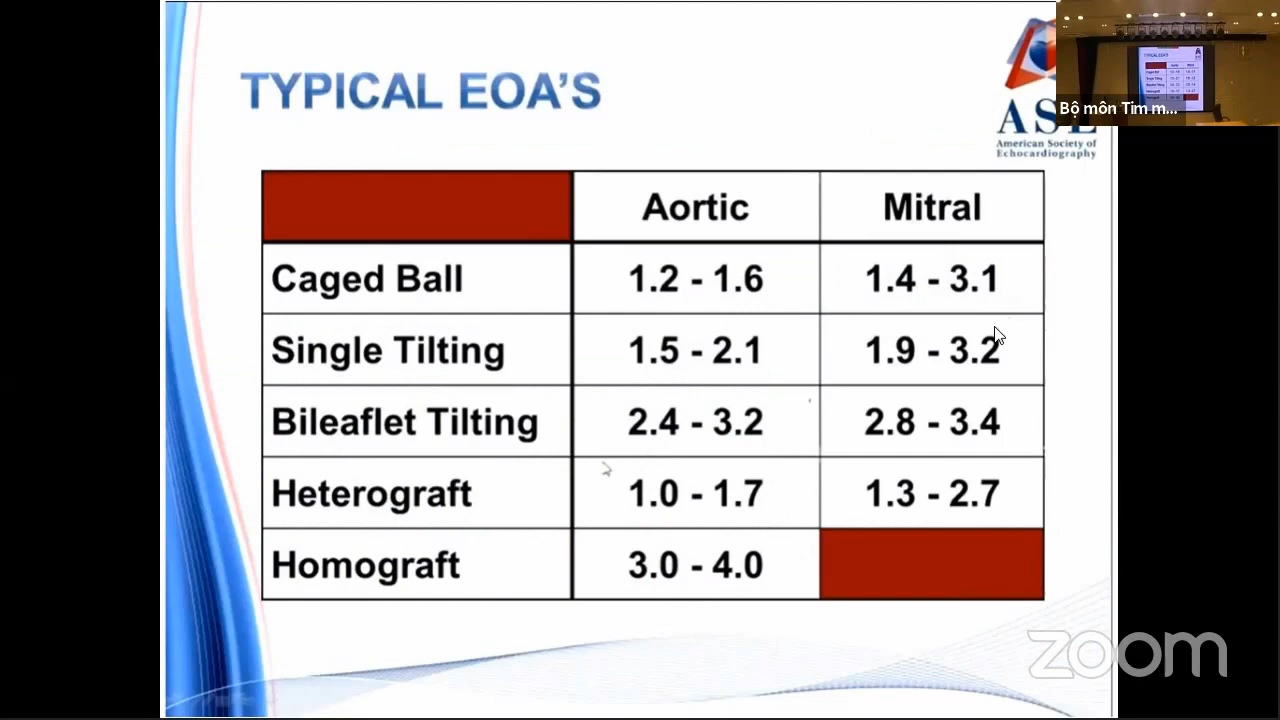 TYPICAL EOA'S
American Society of
Echocardiography
Bộ môn Tim m...
Aortic Mitral
Caged Ball 1.2 - 1.6 1.4 - 3.1
Single Tilting 1.5 - 2.1 1.9 - 3.2
Bileaflet Tilting 2.4 - 3.2 2.8 - 3.4
Heterograft 1.0 - 1.7 1.3 - 2.7
Homograft 3.0 - 4.0
zoom